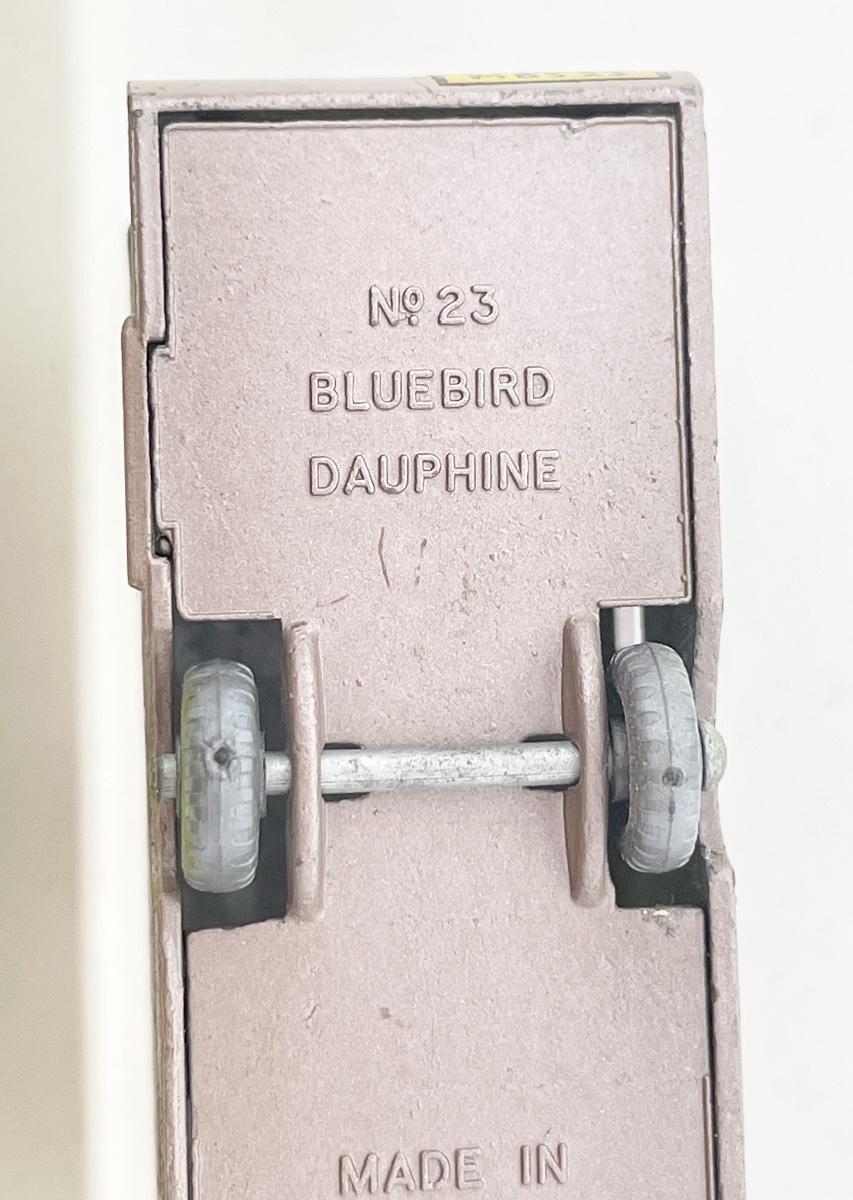 Nº 23
BLUEBIRD
DAUPHINE
MADE IN